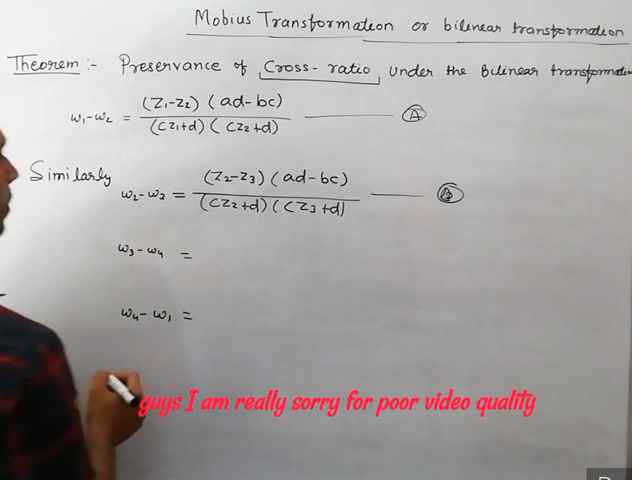 Mobius Transformation or bilinear transformation
Theorem :- Preservance of Cross-ratio under the Bilinear transformation
w₁-w₂ = (Z₁-Z₂) (ad-bc) / (CZ₁+d) (CZ₂+d) — A
Similarly
w₂-w₃ = (Z₂-Z₃) (ad-bc) / (CZ₂+d) (CZ₃+d) — B
w₃-w₄ =
w₄-w₁ =
guys I am really sorry for poor video quality